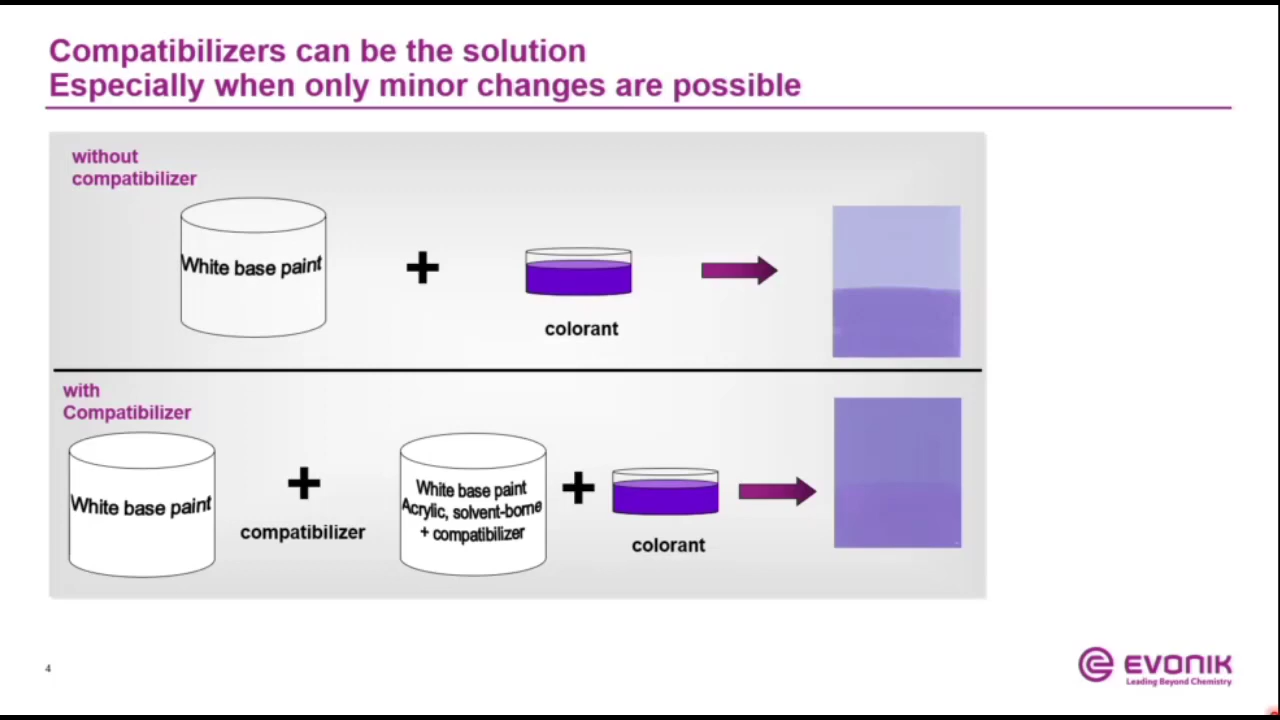 Compatibilizers can be the solution
Especially when only minor changes are possible
without
compatibilizer
White base paint
+
colorant
with
Compatibilizer
White base paint
+
compatibilizer
White base paint
Acrylic, solvent-borne
+ compatibilizer
+
colorant
4
EVONIK
Leading Beyond Chemistry